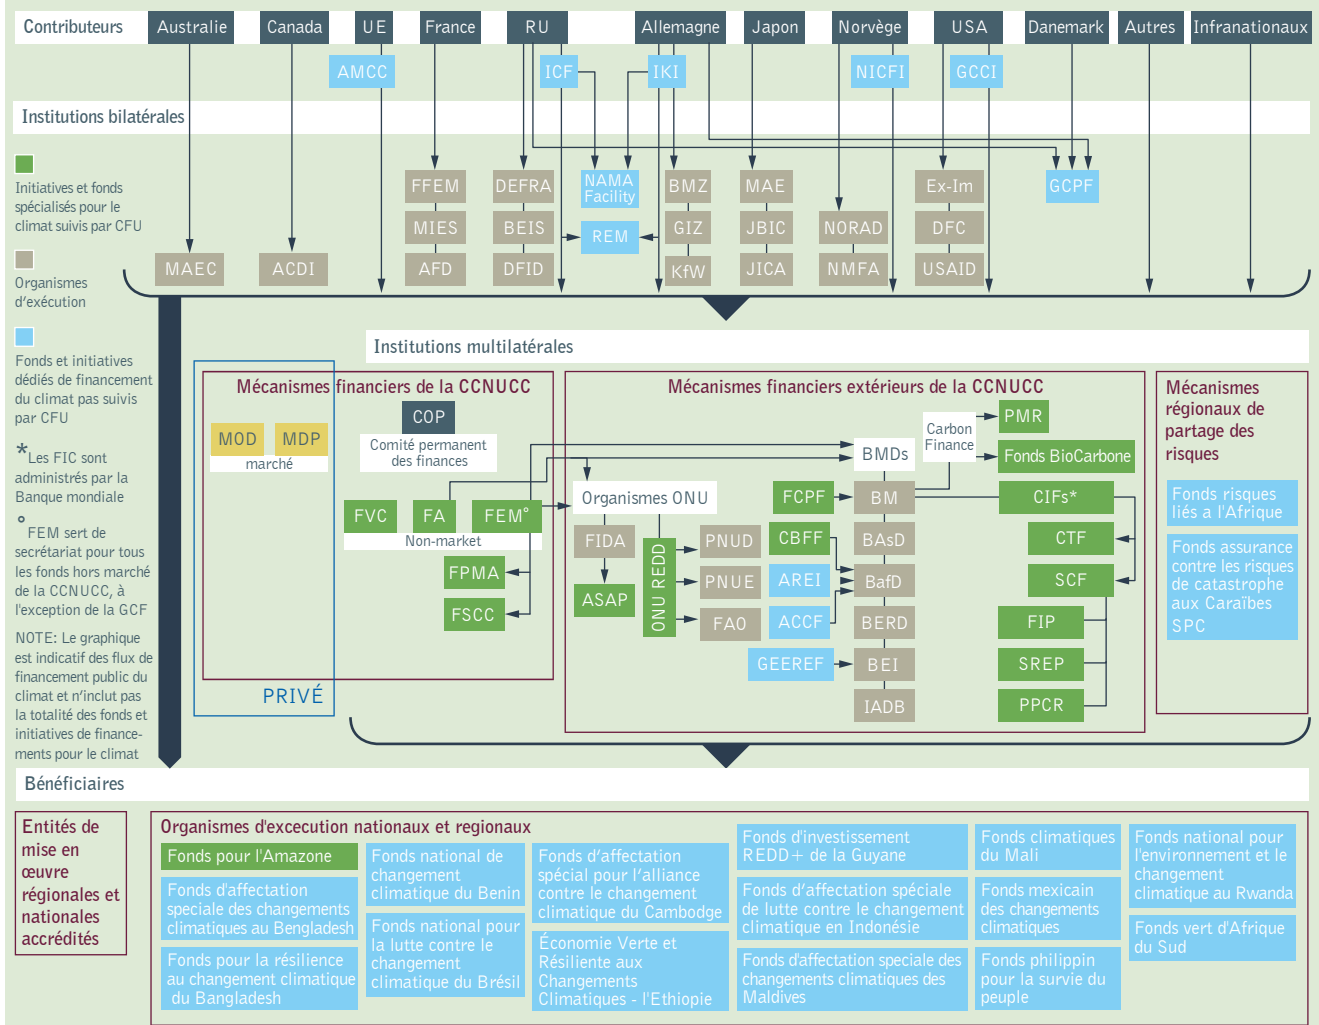 Contributeurs
Australie
Canada
UE
France
RU
Allemagne
Japon
Norvège
USA
Danemark
Autres
Infranationaux
AMCC
ICF
IKI
NICFI
GCCI
Institutions bilatérales
Initiatives et fonds
spécialisés pour le
climat suivis par CFU
Organismes
d'exécution
Fonds et initiatives
dédiés de financement
du climat pas suivis
par CFU
*Les FIC sont
administrés par la
Banque mondiale
°FEM sert de
secrétariat pour tous
les fonds hors marché
de la CCNUCC, à
l'exception de la GCF
NOTE: Le graphique
est indicatif des flux de
financement public du
climat et n'inclut pas
la totalité des fonds et
initiatives de finance-
ments pour le climat
MAEC
ACDI
FFEM
MIES
AFD
DEFRA
BEIS
DFID
NAMA
Facility
REM
BMZ
GIZ
KfW
MAE
JBIC
JICA
NORAD
NMFA
Ex-Im
DFC
USAID
GCPF
Institutions multilatérales
Mécanismes financiers de la CCNUCC
COP
Comité permanent
des finances
MOD
MDP
marché
FVC
FA
FEM°
Non-market
FPMA
FSCC
PRIVÉ
Mécanismes financiers extérieurs de la CCNUCC
Organismes ONU
FIDA
ASAP
ONU REDD
PNUD
PNUE
FAO
FCPF
CBFF
AREI
ACCF
GEEREF
BMDs
BM
BAsD
BafD
BERD
BEI
IADB
Carbon
Finance
PMR
Fonds BioCarbone
CIFs*
CTF
SCF
FIP
SREP
PPCR
Mécanismes
régionaux de
partage des
risques
Fonds risques
liés a l'Afrique
Fonds assurance
contre les risques
de catastrophe
aux Caraïbes
SPC
Bénéficiaires
Entités de
mise en
œuvre
régionales et
nationales
accrédités
Organismes d'excecution nationaux et regionaux
Fonds pour l'Amazone
Fonds d'affectation
speciale des changements
climatiques au Bengladesh
Fonds pour la résilience
au changement climatique
du Bangladesh
Fonds national de
changement
climatique du Benin
Fonds national pour
la lutte contre le
changement
climatique du Brésil
Fonds d'affectation
spécial pour l'alliance
contre le changement
climatique du Cambodge
Économie Verte et
Résiliente aux
Changements
Climatiques - l'Ethiopie
Fonds d'investissement
REDD+ de la Guyane
Fonds d'affectation spéciale
de lutte contre le changement
climatique en Indonésie
Fonds d'affectation speciale des
changements climatiques des
Maldives
Fonds climatiques
du Mali
Fonds mexicain
des changements
climatiques
Fonds philippin
pour la survie du
peuple
Fonds national pour
l'environnement et le
changement
climatique au Rwanda
Fonds vert d'Afrique
du Sud